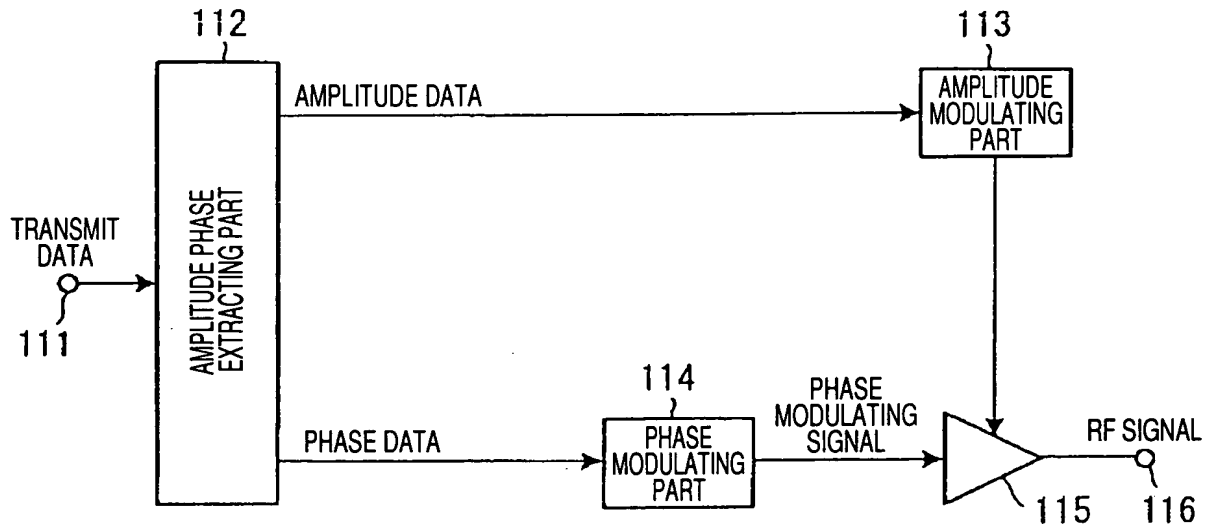 112
113
AMPLITUDE DATA
AMPLITUDE
MODULATING
PART
TRANSMIT
DATA
AMPLITUDE PHASE
EXTRACTING PART
111
114
PHASE DATA
PHASE
MODULATING
PART
PHASE
MODULATING
SIGNAL
RF SIGNAL
115
116